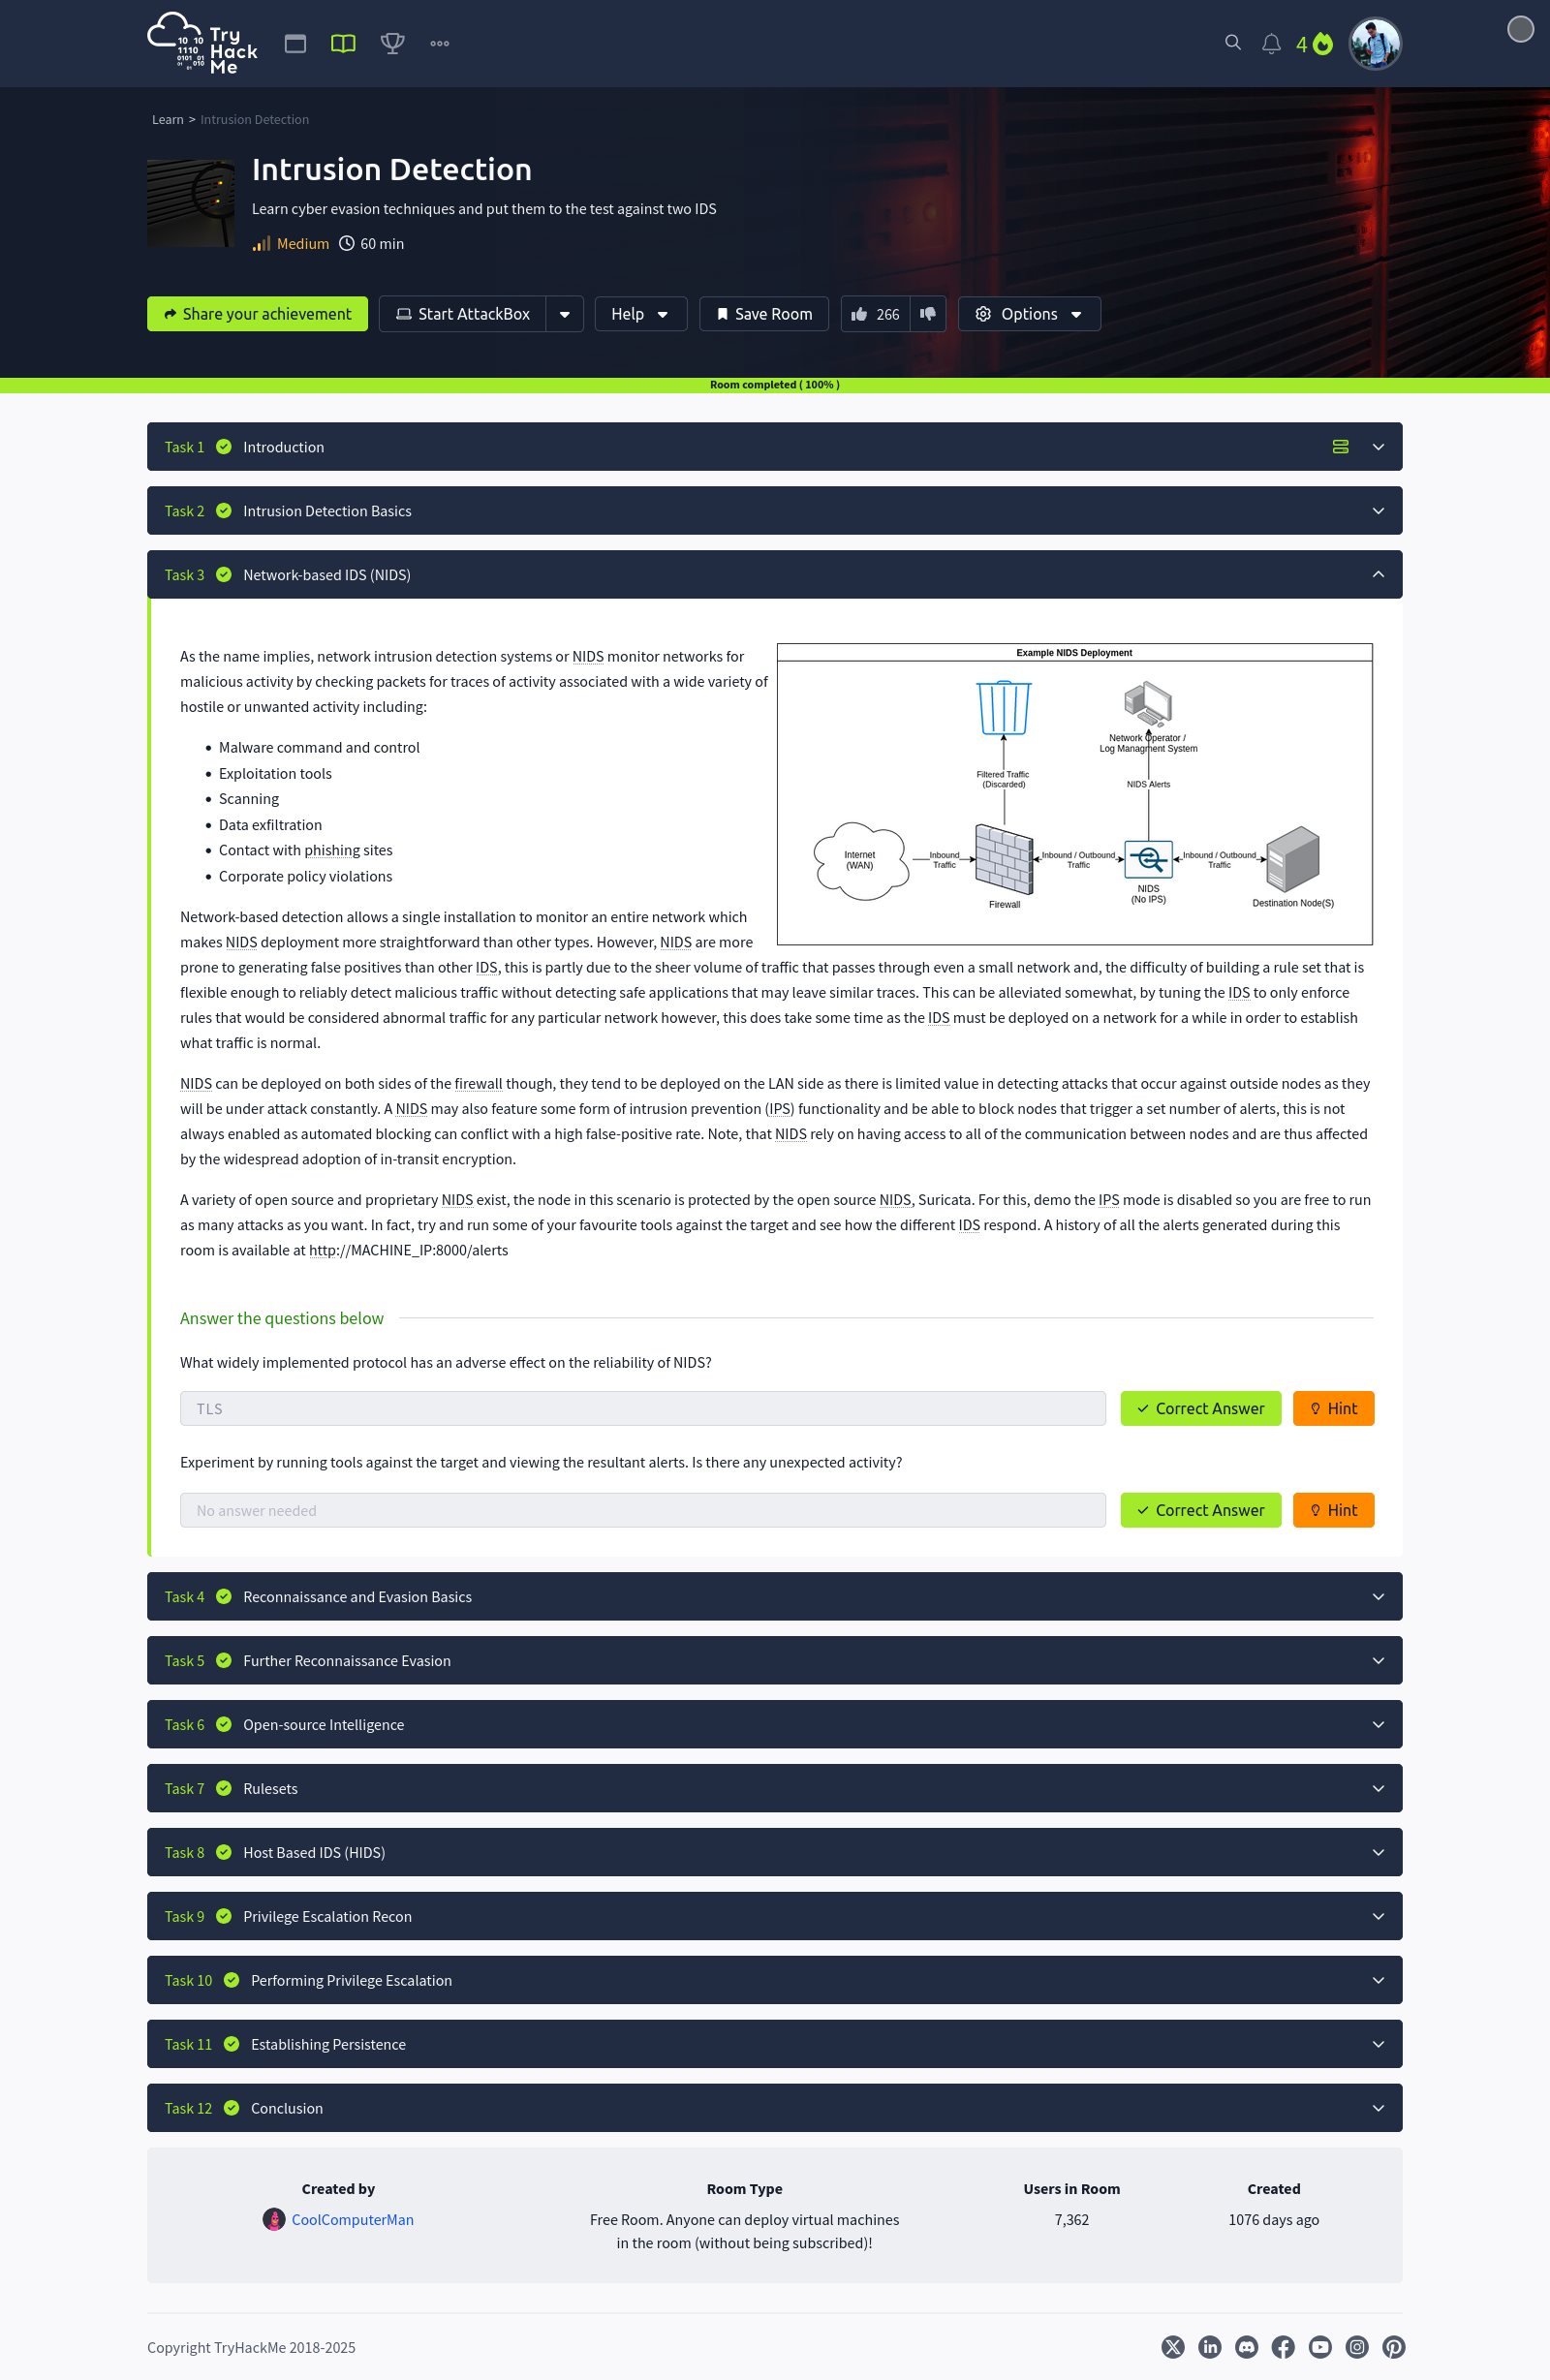 Try
Hack
Me
10 10
1110
0101
01
01
4
Learn > Intrusion Detection
Intrusion Detection
Learn cyber evasion techniques and put them to the test against two IDS
Medium 60 min
Share your achievement
Start AttackBox
Help
Save Room
266
Options
Room completed ( 100% )
Task 1 Introduction
Task 2 Intrusion Detection Basics
Task 3 Network-based IDS (NIDS)
As the name implies, network intrusion detection systems or NIDS monitor networks for
malicious activity by checking packets for traces of activity associated with a wide variety of
hostile or unwanted activity including:
• Malware command and control
• Exploitation tools
• Scanning
• Data exfiltration
• Contact with phishing sites
• Corporate policy violations
Example NIDS Deployment
Network Operator /
Log Managment System
Filtered Traffic
(Discarded)
NIDS Alerts
Internet
(WAN)
Inbound
Traffic
Inbound / Outbound
Traffic
Inbound / Outbound
Traffic
Firewall
NIDS
(No IPS)
Destination Node(S)
Network-based detection allows a single installation to monitor an entire network which
makes NIDS deployment more straightforward than other types. However, NIDS are more
prone to generating false positives than other IDS, this is partly due to the sheer volume of traffic that passes through even a small network and, the difficulty of building a rule set that is
flexible enough to reliably detect malicious traffic without detecting safe applications that may leave similar traces. This can be alleviated somewhat, by tuning the IDS to only enforce
rules that would be considered abnormal traffic for any particular network however, this does take some time as the IDS must be deployed on a network for a while in order to establish
what traffic is normal.
NIDS can be deployed on both sides of the firewall though, they tend to be deployed on the LAN side as there is limited value in detecting attacks that occur against outside nodes as they
will be under attack constantly. A NIDS may also feature some form of intrusion prevention (IPS) functionality and be able to block nodes that trigger a set number of alerts, this is not
always enabled as automated blocking can conflict with a high false-positive rate. Note, that NIDS rely on having access to all of the communication between nodes and are thus affected
by the widespread adoption of in-transit encryption.
A variety of open source and proprietary NIDS exist, the node in this scenario is protected by the open source NIDS, Suricata. For this, demo the IPS mode is disabled so you are free to run
as many attacks as you want. In fact, try and run some of your favourite tools against the target and see how the different IDS respond. A history of all the alerts generated during this
room is available at http://MACHINE_IP:8000/alerts
Answer the questions below
What widely implemented protocol has an adverse effect on the reliability of NIDS?
TLS
Correct Answer
Hint
Experiment by running tools against the target and viewing the resultant alerts. Is there any unexpected activity?
No answer needed
Correct Answer
Hint
Task 4 Reconnaissance and Evasion Basics
Task 5 Further Reconnaissance Evasion
Task 6 Open-source Intelligence
Task 7 Rulesets
Task 8 Host Based IDS (HIDS)
Task 9 Privilege Escalation Recon
Task 10 Performing Privilege Escalation
Task 11 Establishing Persistence
Task 12 Conclusion
Created by
CoolComputerMan
Room Type
Free Room. Anyone can deploy virtual machines
in the room (without being subscribed)!
Users in Room
7,362
Created
1076 days ago
Copyright TryHackMe 2018-2025